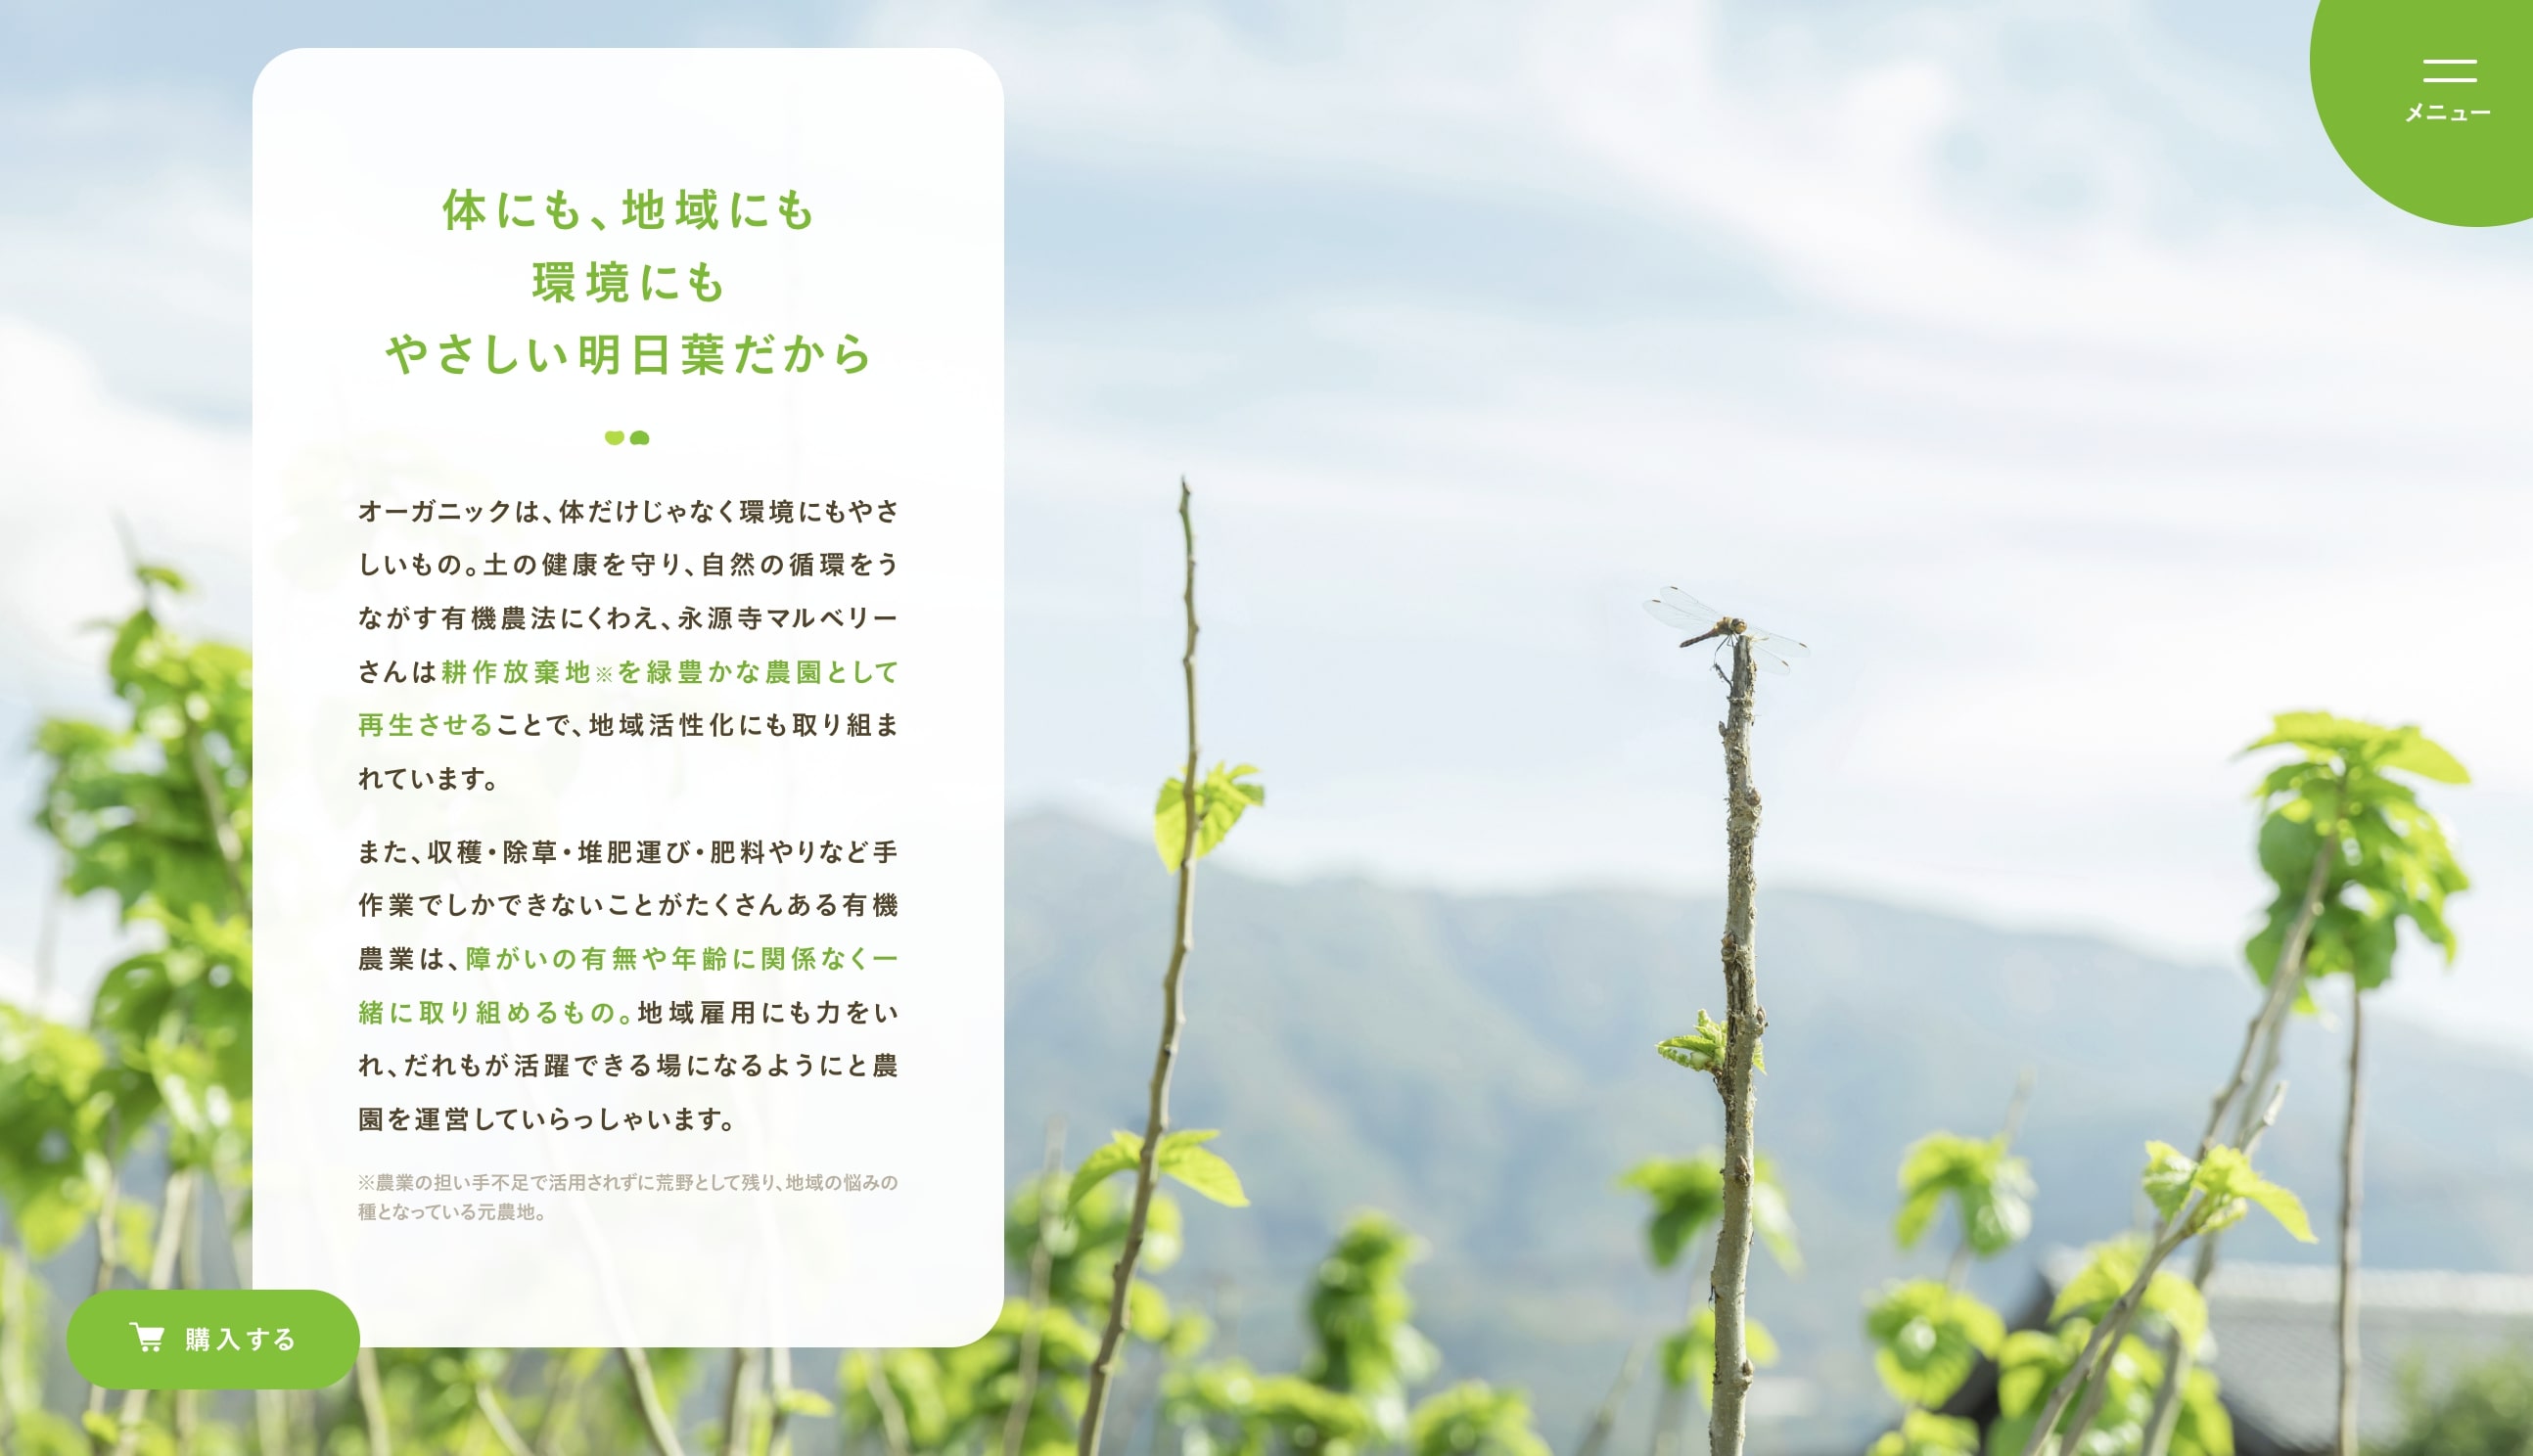 メニュー
体にも、地域にも
環境にも
やさしい明日葉だから
オーガニックは、体だけじゃなく環境にもやさ
しいもの。土の健康を守り、自然の循環をう
ながす有機農法にくわえ、永源寺マルベリー
さんは耕作放棄地※を緑豊かな農園として
再生させることで、地域活性化にも取り組ま
れています。
また、収穫・除草・堆肥運び・肥料やりなど手
作業でしかできないことがたくさんある有機
農業は、障がいの有無や年齢に関係なく一
緒に取り組めるもの。地域雇用にも力をい
れ、だれもが活躍できる場になるようにと農
園を運営していらっしゃいます。
※農業の担い手不足で活用されずに荒野として残り、地域の悩みの
種となっている元農地。
購入する